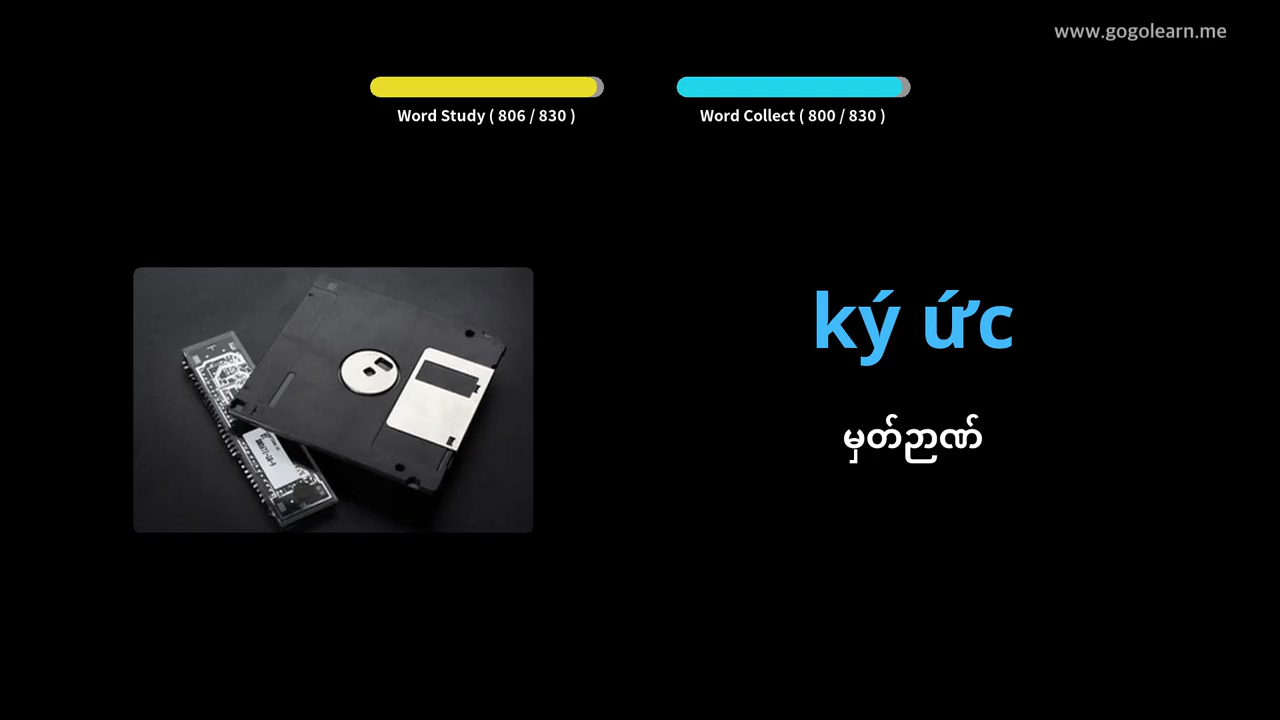 www.gogolearn.me
Word Study ( 806 / 830 )
Word Collect ( 800 / 830 )
ký ức
မှတ်ဉာဏ်